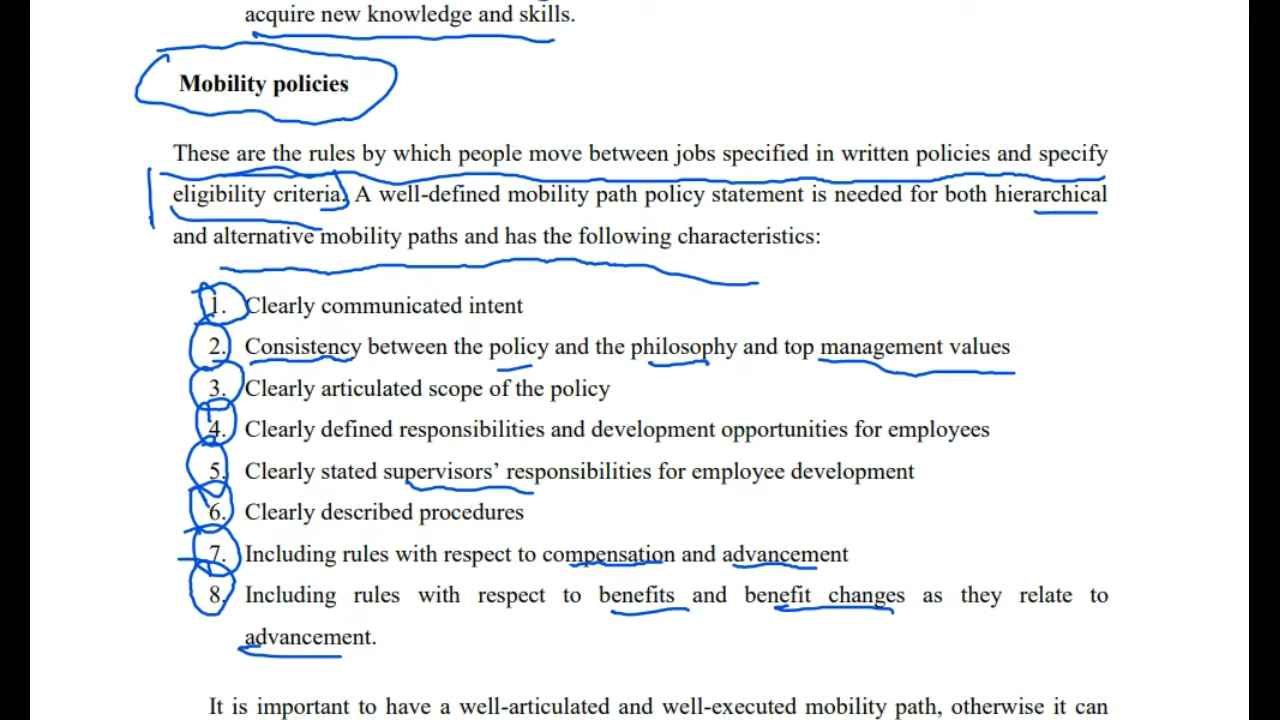 acquire new knowledge and skills.
Mobility policies
These are the rules by which people move between jobs specified in written policies and specify
eligibility criteria. A well-defined mobility path policy statement is needed for both hierarchical
and alternative mobility paths and has the following characteristics:
1. Clearly communicated intent
2. Consistency between the policy and the philosophy and top management values
3. Clearly articulated scope of the policy
4. Clearly defined responsibilities and development opportunities for employees
5. Clearly stated supervisors’ responsibilities for employee development
6. Clearly described procedures
7. Including rules with respect to compensation and advancement
8. Including rules with respect to benefits and benefit changes as they relate to
advancement.
It is important to have a well-articulated and well-executed mobility path, otherwise it can